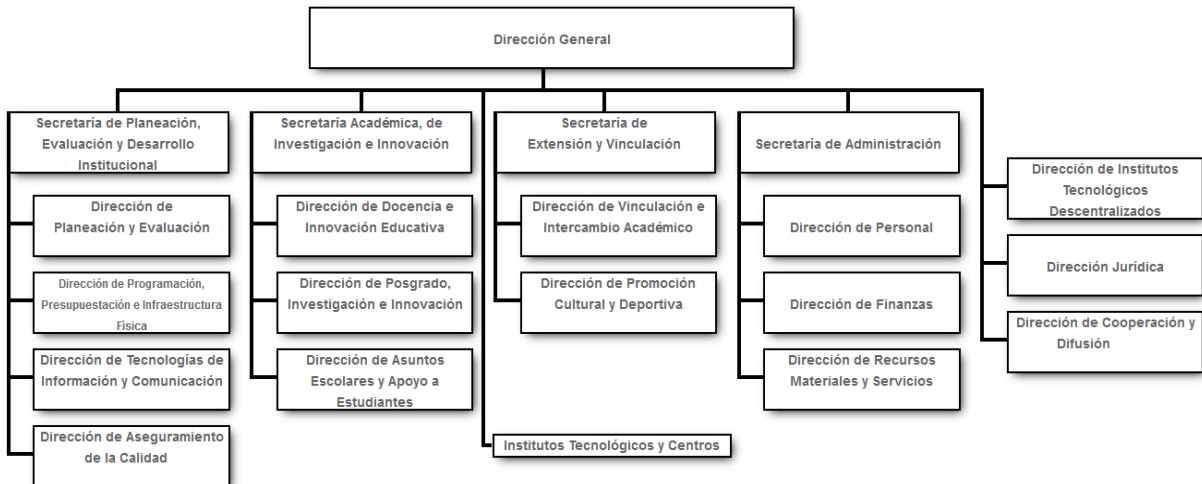 Dirección General
Secretaría de Planeación,
Evaluación y Desarrollo
Institucional
Dirección de
Planeación y Evaluación
Dirección de Programación,
Presupuestación e Infraestructura
Física
Dirección de Tecnologías de
Información y Comunicación
Dirección de Aseguramiento
de la Calidad
Secretaría Académica, de
Investigación e Innovación
Dirección de Docencia e
Innovación Educativa
Dirección de Posgrado,
Investigación e Innovación
Dirección de Asuntos
Escolares y Apoyo a
Estudiantes
Secretaría de
Extensión y Vinculación
Dirección de Vinculación e
Intercambio Académico
Dirección de Promoción
Cultural y Deportiva
Institutos Tecnológicos y Centros
Secretaría de Administración
Dirección de Personal
Dirección de Finanzas
Dirección de Recursos
Materiales y Servicios
Dirección de Institutos
Tecnológicos
Descentralizados
Dirección Jurídica
Dirección de Cooperación y
Difusión